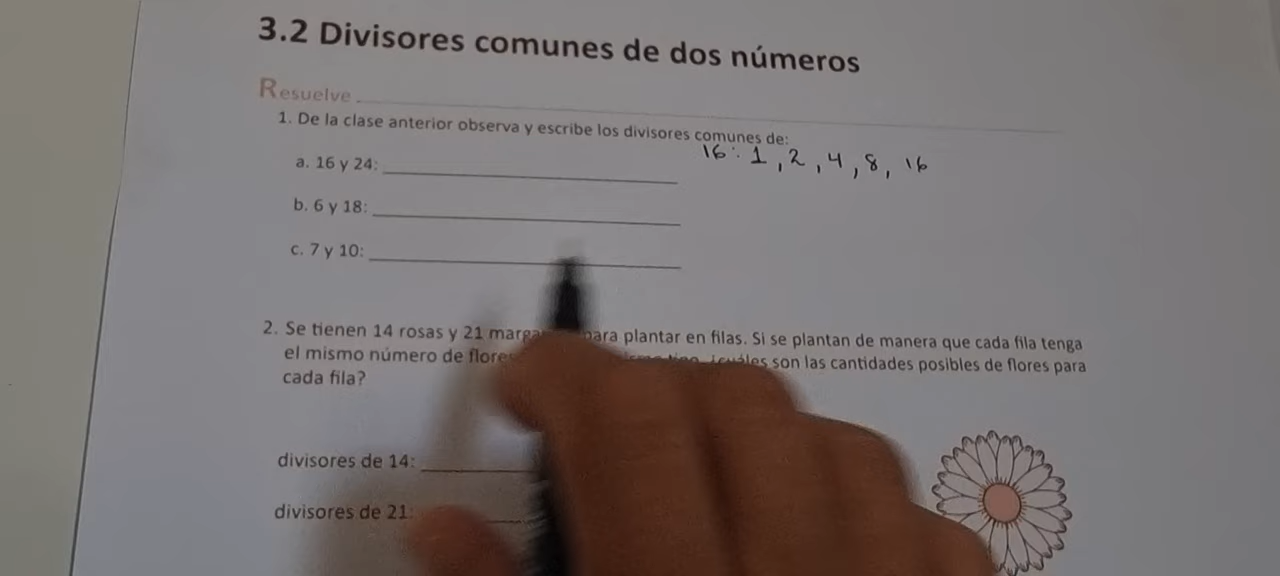 3.2 Divisores comunes de dos números
Resuelve
1. De la clase anterior observa y escribe los divisores comunes de:
16: 1, 2, 4, 8, 16
a. 16 y 24:
b. 6 y 18:
c. 7 y 10:
2. Se tienen 14 rosas y 21 para plantar en filas. Si se plantan de manera que cada fila tenga
el mismo número de flores ¿cuáles son las cantidades posibles de flores para
cada fila?
divisores de 14:
divisores de 21: